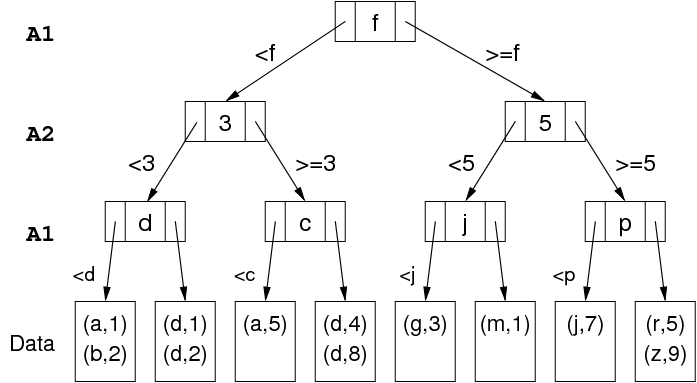 A1 f
<f >=f
A2 3 5
<3 >=3 <5 >=5
A1 d c j p
<d <c <j <p
Data (a,1) (d,1) (a,5) (d,4) (g,3) (m,1) (j,7) (r,5)
(b,2) (d,2) (d,8) (z,9)